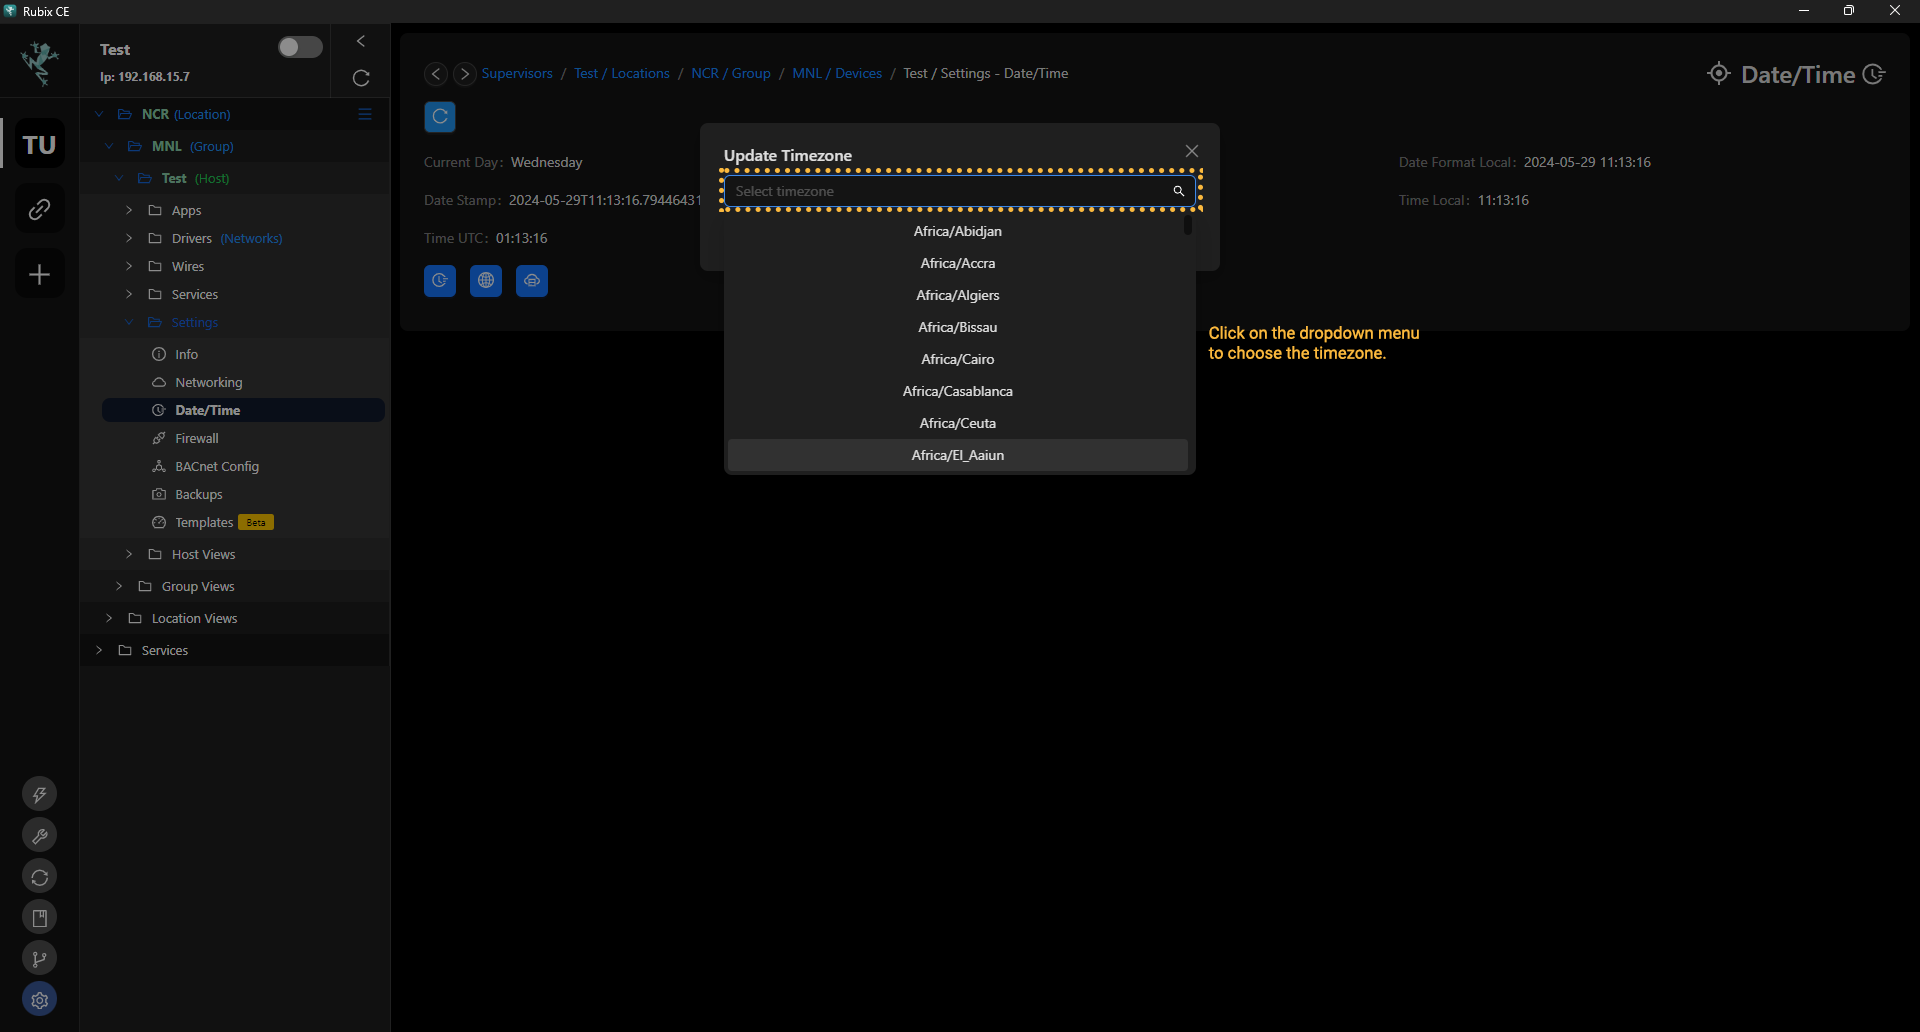 Rubix CE
Test
Ip: 192.168.15.7
TU
NCR (Location)
MNL (Group)
Test (Host)
Apps
Drivers (Networks)
Wires
Services
Settings
Info
Networking
Date/Time
Firewall
BACnet Config
Backups
Templates Beta
Host Views
Group Views
Location Views
Services
Supervisors / Test / Locations / NCR / Group / MNL / Devices / Test / Settings - Date/Time
Date/Time
Current Day: Wednesday
Date Stamp: 2024-05-29T11:13:16.79446431
Time UTC: 01:13:16
Date Format Local: 2024-05-29 11:13:16
Time Local: 11:13:16
Update Timezone
Select timezone
Africa/Abidjan
Africa/Accra
Africa/Algiers
Africa/Bissau
Africa/Cairo
Africa/Casablanca
Africa/Ceuta
Africa/El_Aaiun
Click on the dropdown menu
to choose the timezone.